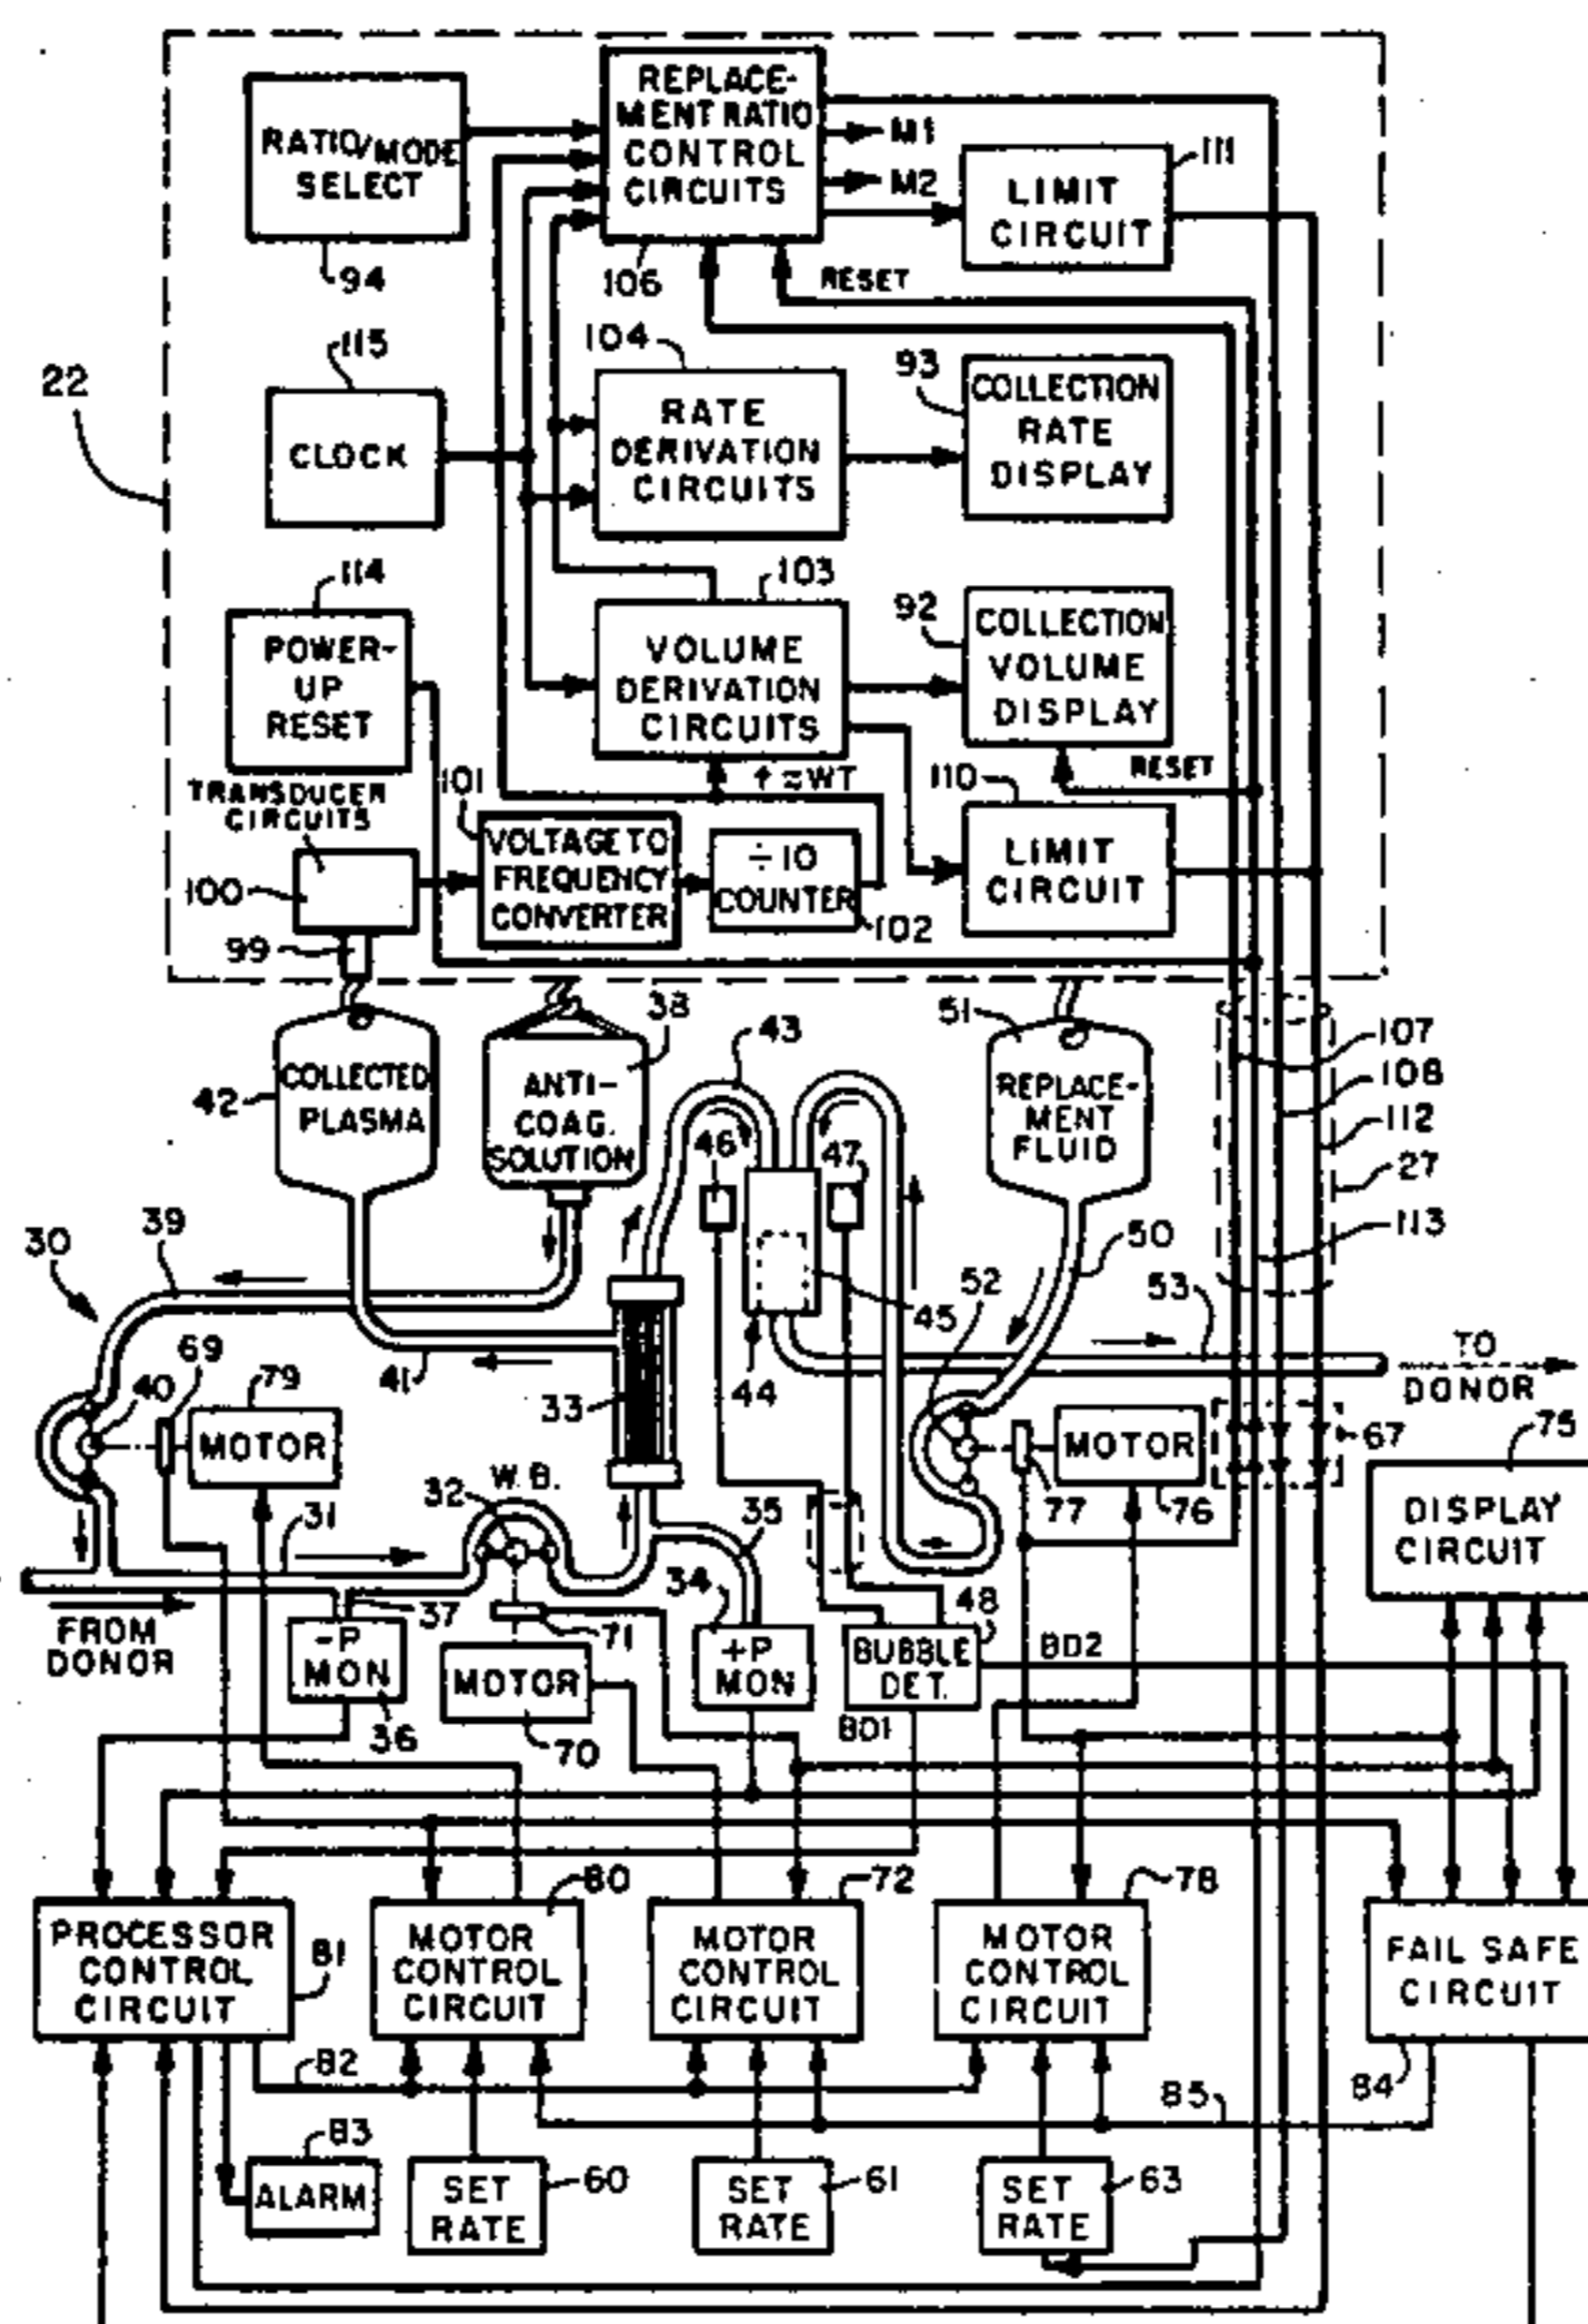 REPLACE-
MENT RATIO
CONTROL
CIRCUITS
RATIO/MODE
SELECT
M1
M2
111
LIMIT
CIRCUIT
94
106
RESET
115
104
93
22
CLOCK
RATE
DERIVATION
CIRCUITS
COLLECTION
RATE
DISPLAY
114
103
92
POWER-
UP
RESET
VOLUME
DERIVATION
CIRCUITS
COLLECTION
VOLUME
DISPLAY
TRANSDUCER
CIRCUITS
101
f=WT
110
RESET
100
VOLTAGE TO
FREQUENCY
CONVERTER
÷10
COUNTER
102
LIMIT
CIRCUIT
99
38
43
51
107
108
112
27
113
42
COLLECTED
PLASMA
ANTI-
COAG.
SOLUTION
46
47
REPLACE-
MENT
FLUID
39
30
50
52
45
53
69
79
41
33
44
TO
DONOR
40
MOTOR
W.B.
32
MOTOR
67
75
31
35
77
76
DISPLAY
CIRCUIT
34
48
FROM
DONOR
37
-P
MON
71
+P
MON
BUBBLE
DET.
BD2
MOTOR
36
70
BD1
80
72
78
PROCESSOR
CONTROL
CIRCUIT
81
MOTOR
CONTROL
CIRCUIT
MOTOR
CONTROL
CIRCUIT
MOTOR
CONTROL
CIRCUIT
FAIL SAFE
CIRCUIT
82
84
85
83
ALARM
SET
RATE
60
SET
RATE
61
SET
RATE
63